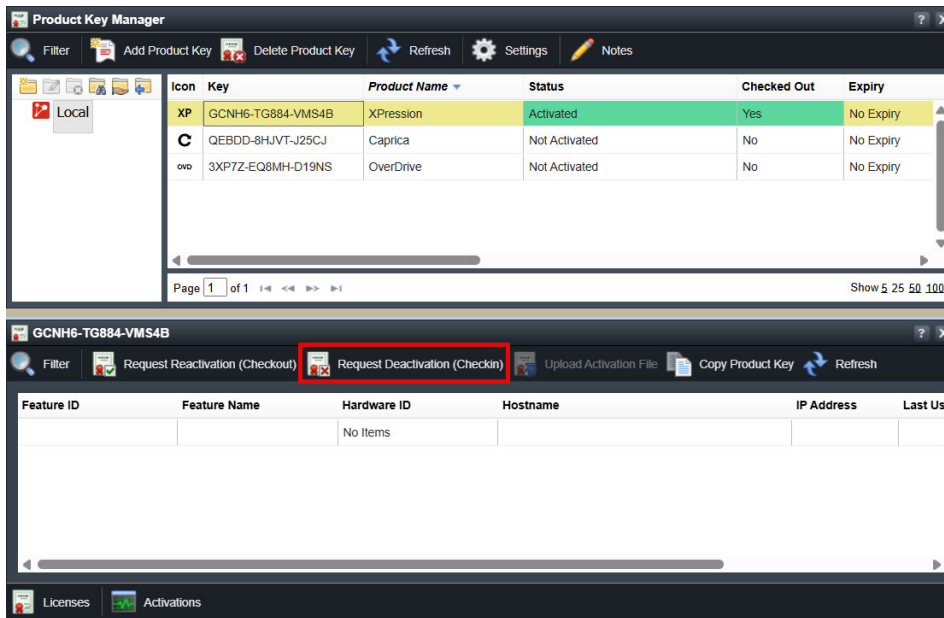 Product Key Manager ? X
Filter Add Product Key Delete Product Key Refresh Settings Notes
Local
Icon Key Product Name Status Checked Out Expiry
XP GCNH6-TG884-VMS4B XPression Activated Yes No Expiry
C QEBDD-8HJVT-J25CJ Caprica Not Activated No No Expiry
OVD 3XP7Z-EQ8MH-D19NS OverDrive Not Activated No No Expiry
Page 1 of 1 Show 5 25 50 100
GCNH6-TG884-VMS4B ? X
Filter Request Reactivation (Checkout) Request Deactivation (Checkin) Upload Activation File Copy Product Key Refresh
Feature ID Feature Name Hardware ID Hostname IP Address Last Us
No Items
Licenses Activations